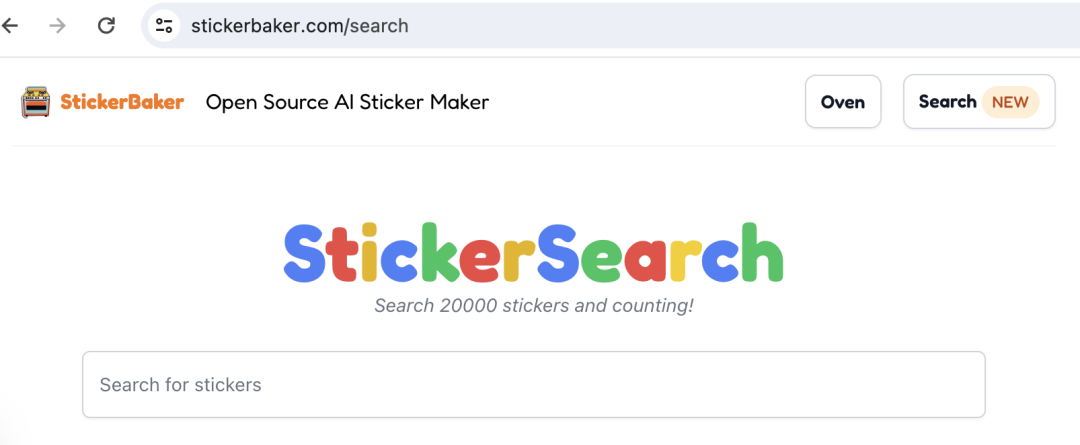 stickerbaker.com/search
StickerBaker Open Source AI Sticker Maker Oven Search NEW
StickerSearch
Search 20000 stickers and counting!
Search for stickers